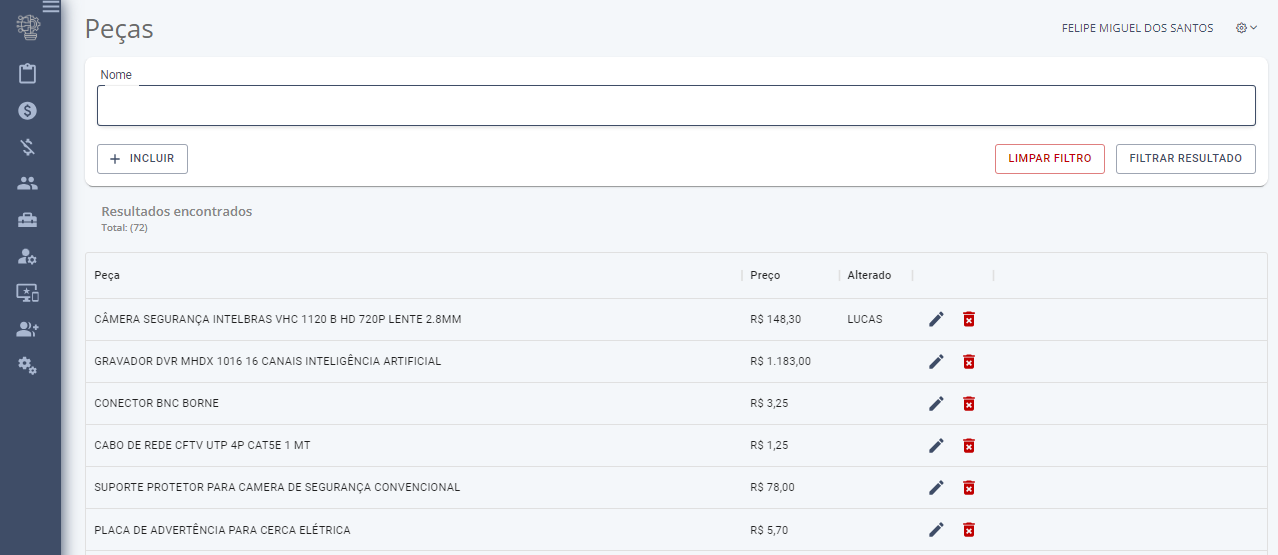 Peças
FELIPE MIGUEL DOS SANTOS
Nome
+ INCLUIR
LIMPAR FILTRO
FILTRAR RESULTADO
Resultados encontrados
Total: (72)
Peça Preço Alterado
CÂMERA SEGURANÇA INTELBRAS VHC 1120 B HD 720P LENTE 2.8MM R$ 148,30 LUCAS
GRAVADOR DVR MHDX 1016 16 CANAIS INTELIGÊNCIA ARTIFICIAL R$ 1.183,00
CONECTOR BNC BORNE R$ 3,25
CABO DE REDE CFTV UTP 4P CAT5E 1 MT R$ 1,25
SUPORTE PROTETOR PARA CAMERA DE SEGURANÇA CONVENCIONAL R$ 78,00
PLACA DE ADVERTÊNCIA PARA CERCA ELÉTRICA R$ 5,70